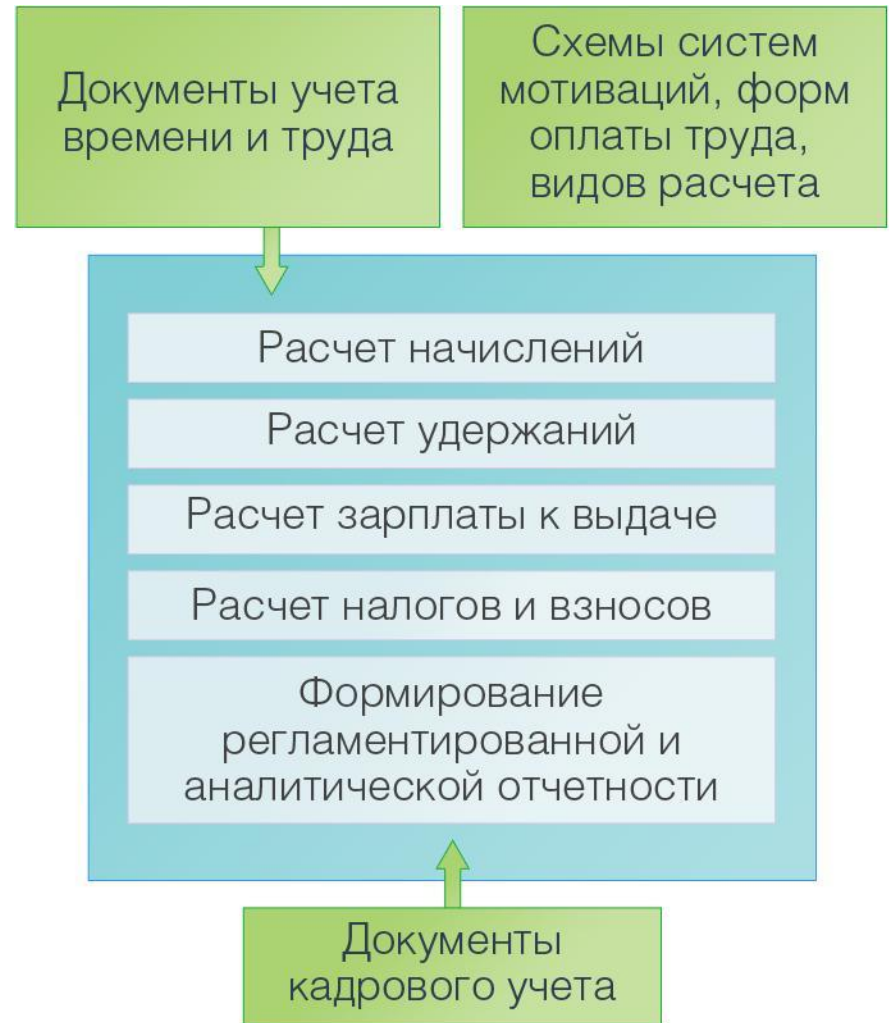 Документы учета
времени и труда
Схемы систем
мотиваций, форм
оплаты труда,
видов расчета
Расчет начислений
Расчет удержаний
Расчет зарплаты к выдаче
Расчет налогов и взносов
Формирование
регламентированной и
аналитической отчетности
Документы
кадрового учета